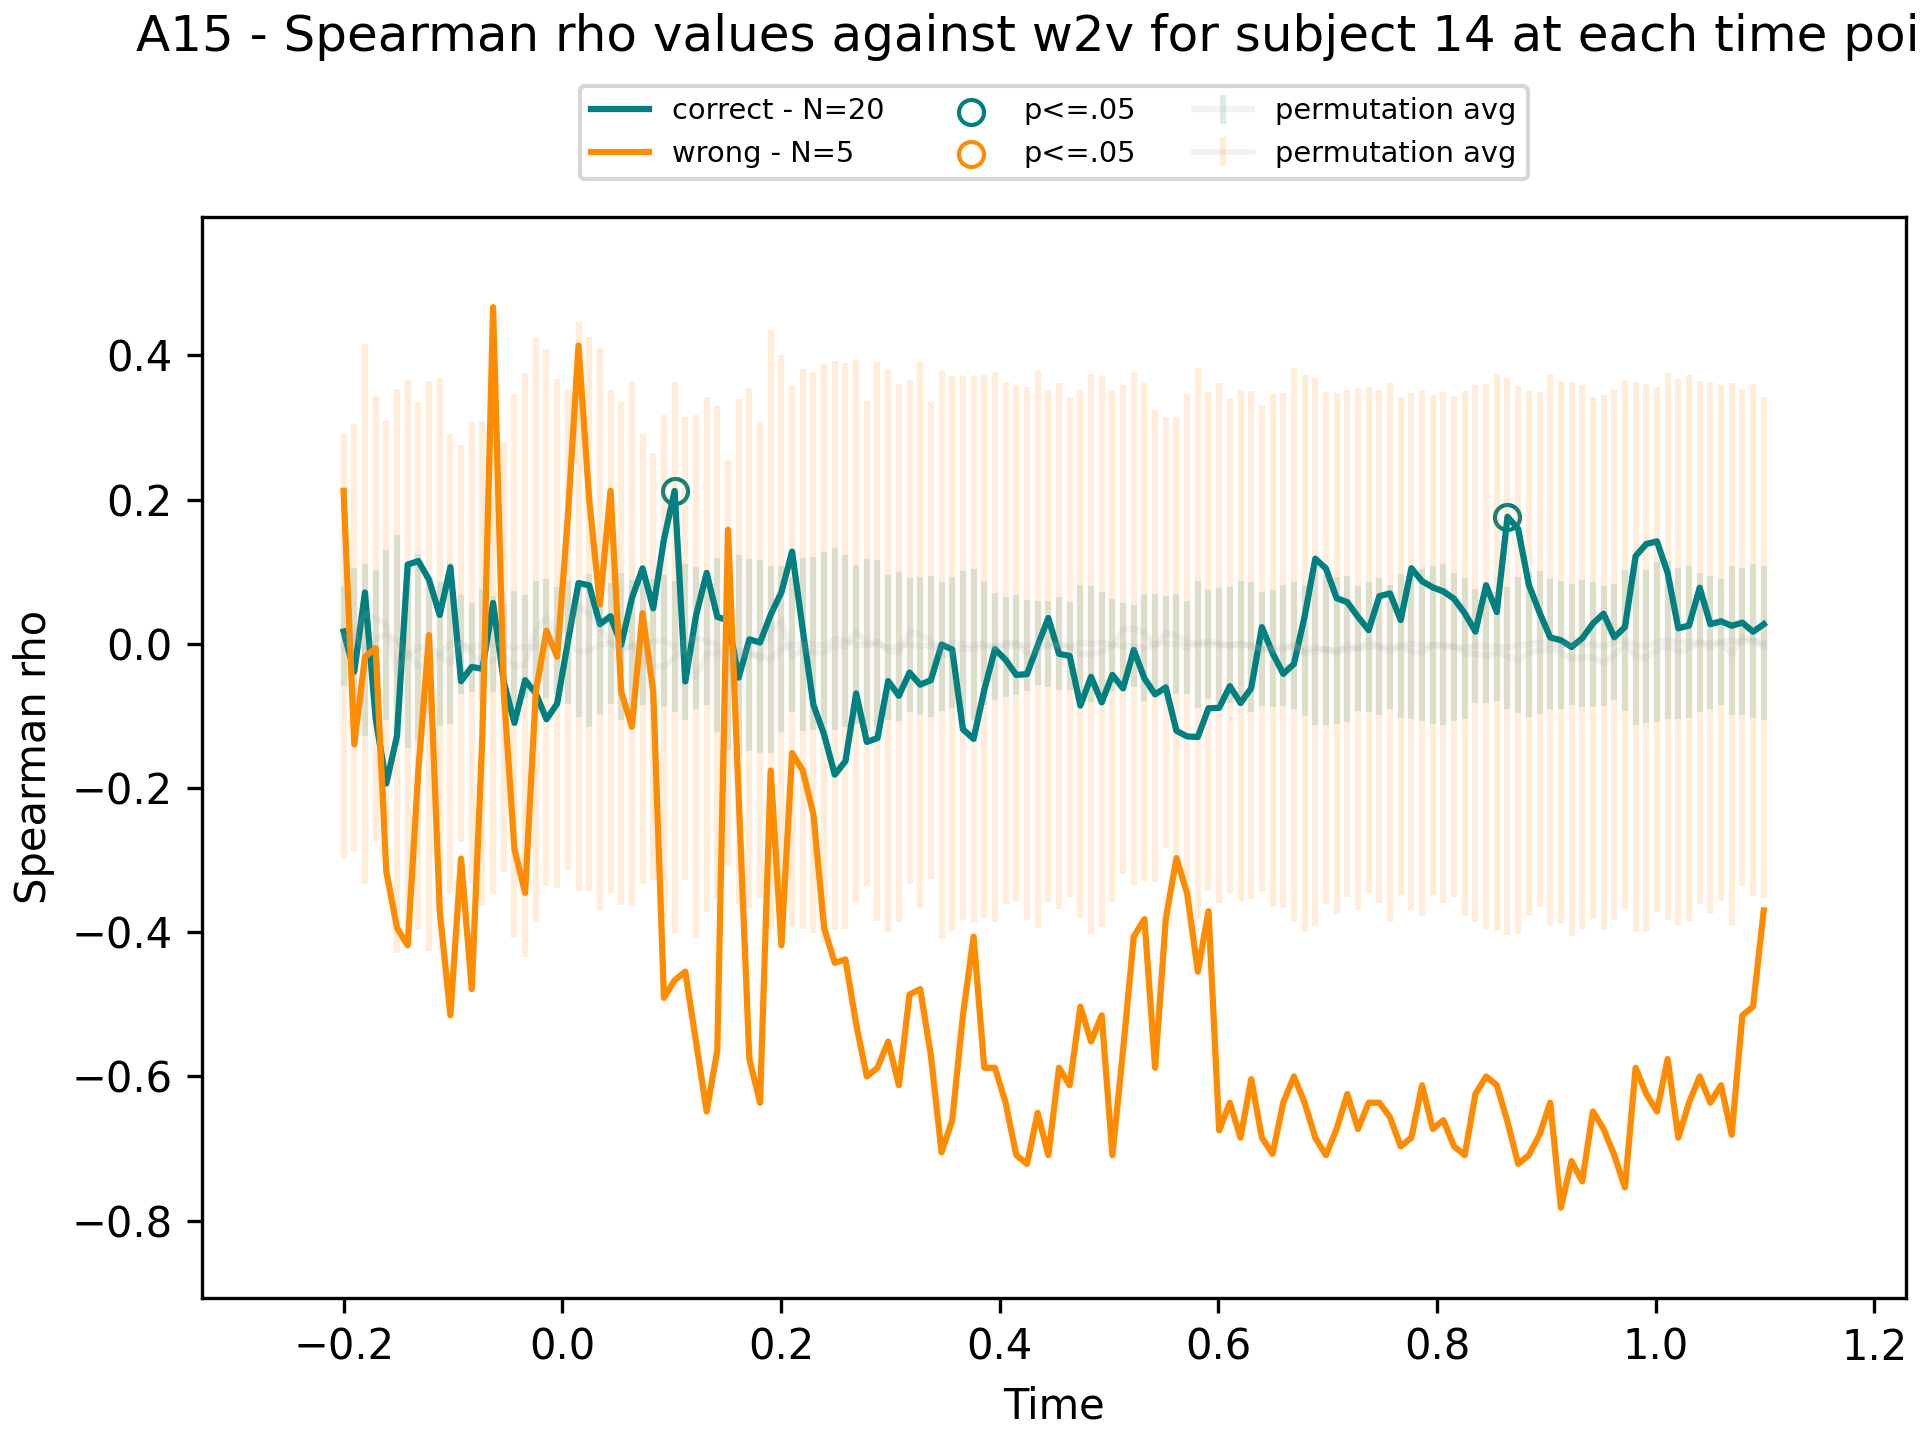 A15 - Spearman rho values against w2v for subject 14 at each time poi
correct - N=20
wrong - N=5
p<=.05
p<=.05
permutation avg
permutation avg
Spearman rho
0.4
0.2
0.0
−0.2
−0.4
−0.6
−0.8
−0.2
0.0
0.2
0.4
0.6
0.8
1.0
1.2
Time